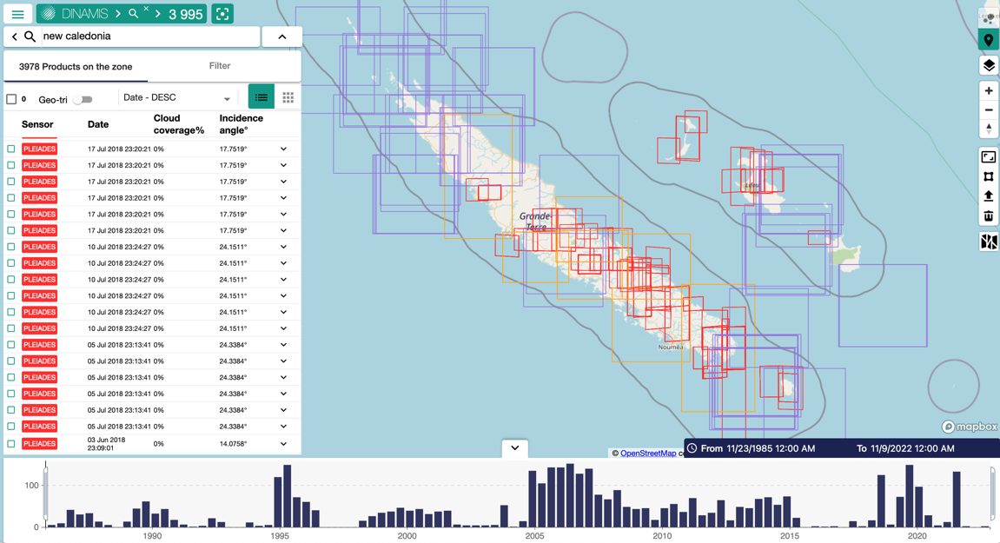 DINAMIS 3 995
new caledonia
3978 Products on the zone Filter
0 Geo-tri Date - DESC
Sensor Date Cloud coverage% Incidence angle°
PLEIADES 17 Jul 2018 23:20:21 0% 17.7519°
PLEIADES 17 Jul 2018 23:20:21 0% 17.7519°
PLEIADES 17 Jul 2018 23:20:21 0% 17.7519°
PLEIADES 17 Jul 2018 23:20:21 0% 17.7519°
PLEIADES 17 Jul 2018 23:20:21 0% 17.7519°
PLEIADES 17 Jul 2018 23:20:21 0% 17.7519°
PLEIADES 10 Jul 2018 23:24:27 0% 24.1511°
PLEIADES 10 Jul 2018 23:24:27 0% 24.1511°
PLEIADES 10 Jul 2018 23:24:27 0% 24.1511°
PLEIADES 10 Jul 2018 23:24:27 0% 24.1511°
PLEIADES 10 Jul 2018 23:24:27 0% 24.1511°
PLEIADES 10 Jul 2018 23:24:27 0% 24.1511°
PLEIADES 05 Jul 2018 23:13:41 0% 24.3384°
PLEIADES 05 Jul 2018 23:13:41 0% 24.3384°
PLEIADES 05 Jul 2018 23:13:41 0% 24.3384°
PLEIADES 05 Jul 2018 23:13:41 0% 24.3384°
PLEIADES 05 Jul 2018 23:13:41 0% 24.3384°
PLEIADES 05 Jul 2018 23:13:41 0% 24.3384°
PLEIADES 03 Jun 2018 23:09:01 0% 14.0758°
Lifou
Grande
Terre
Nouméa
mapbox
© OpenStreetMap
From 11/23/1985 12:00 AM To 11/9/2022 12:00 AM
100
0
1990 1995 2000 2005 2010 2015 2020